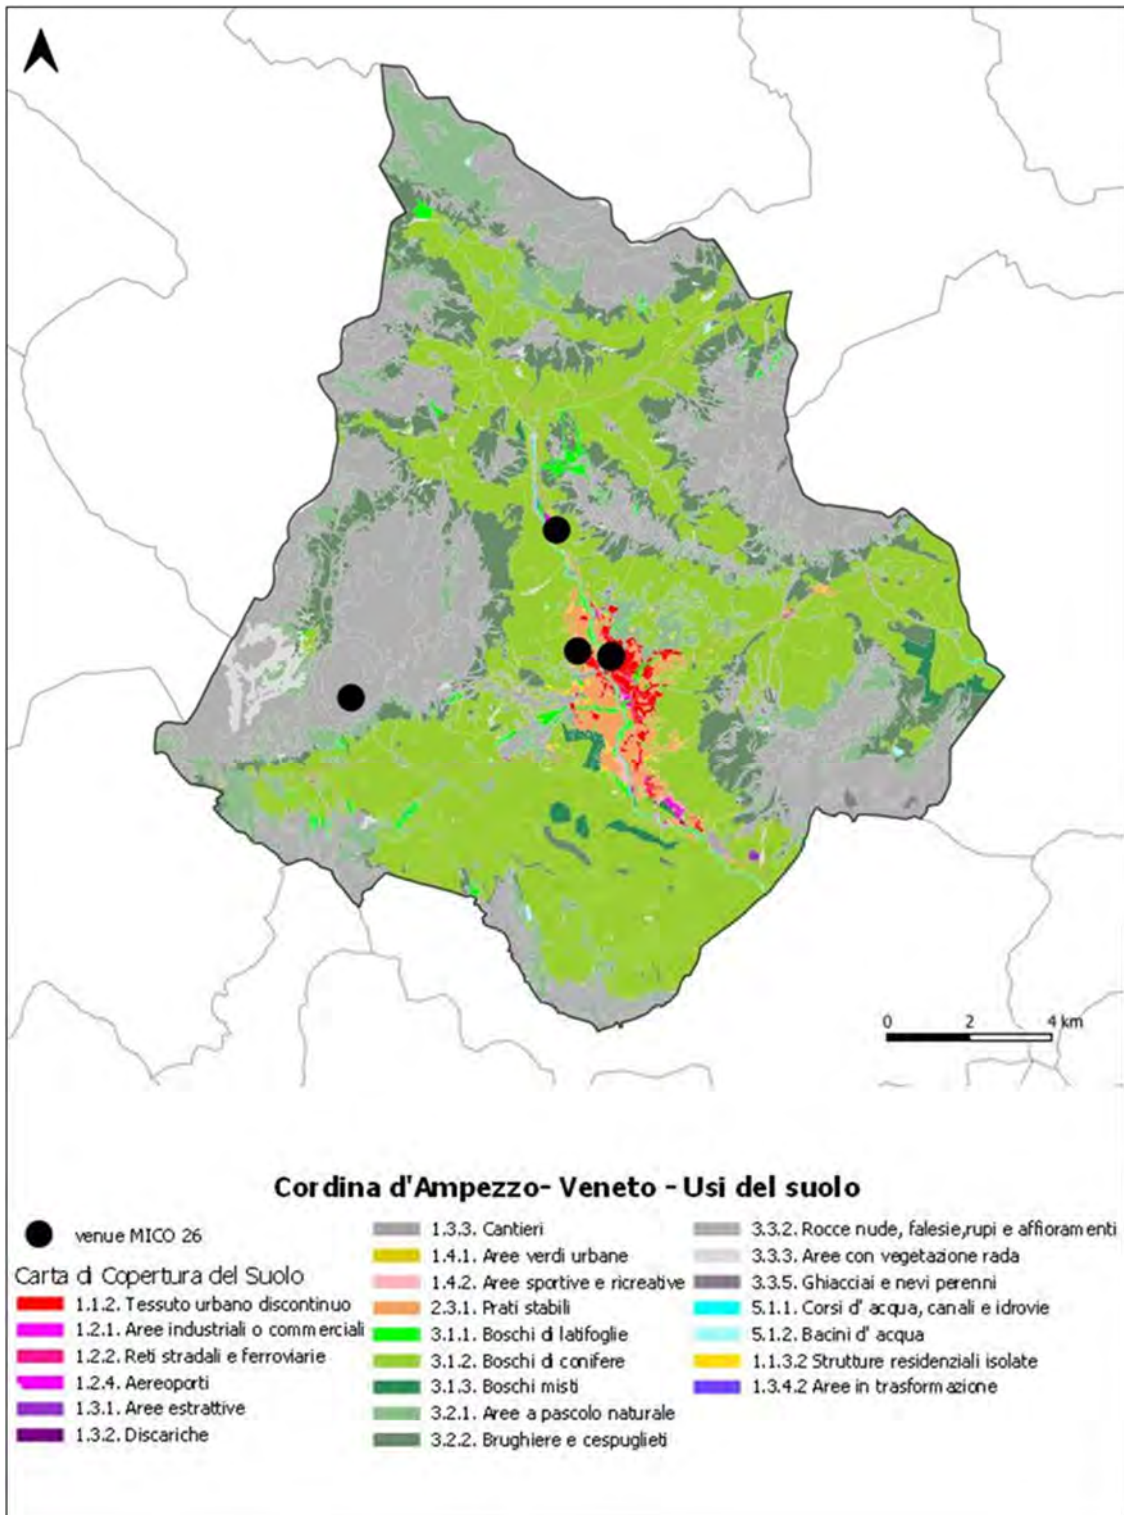 0 2 4 km
Cordina d'Ampezzo- Veneto - Usi del suolo
venue MICO 26
Carta di Copertura del Suolo
1.1.2. Tessuto urbano discontinuo
1.2.1. Aree industriali o commerciali
1.2.2. Reti stradali e ferroviarie
1.2.4. Aereoporti
1.3.1. Aree estrattive
1.3.2. Discariche
1.3.3. Cantieri
1.4.1. Aree verdi urbane
1.4.2. Aree sportive e ricreative
2.3.1. Prati stabili
3.1.1. Boschi di latifoglie
3.1.2. Boschi di conifere
3.1.3. Boschi misti
3.2.1. Aree a pascolo naturale
3.2.2. Brughiere e cespuglieti
3.3.2. Rocce nude, falesie,rupi e affioramenti
3.3.3. Aree con vegetazione rada
3.3.5. Ghiacciai e nevi perenni
5.1.1. Corsi d' acqua, canali e idrovie
5.1.2. Bacini d' acqua
1.1.3.2 Strutture residenziali isolate
1.3.4.2 Aree in trasformazione